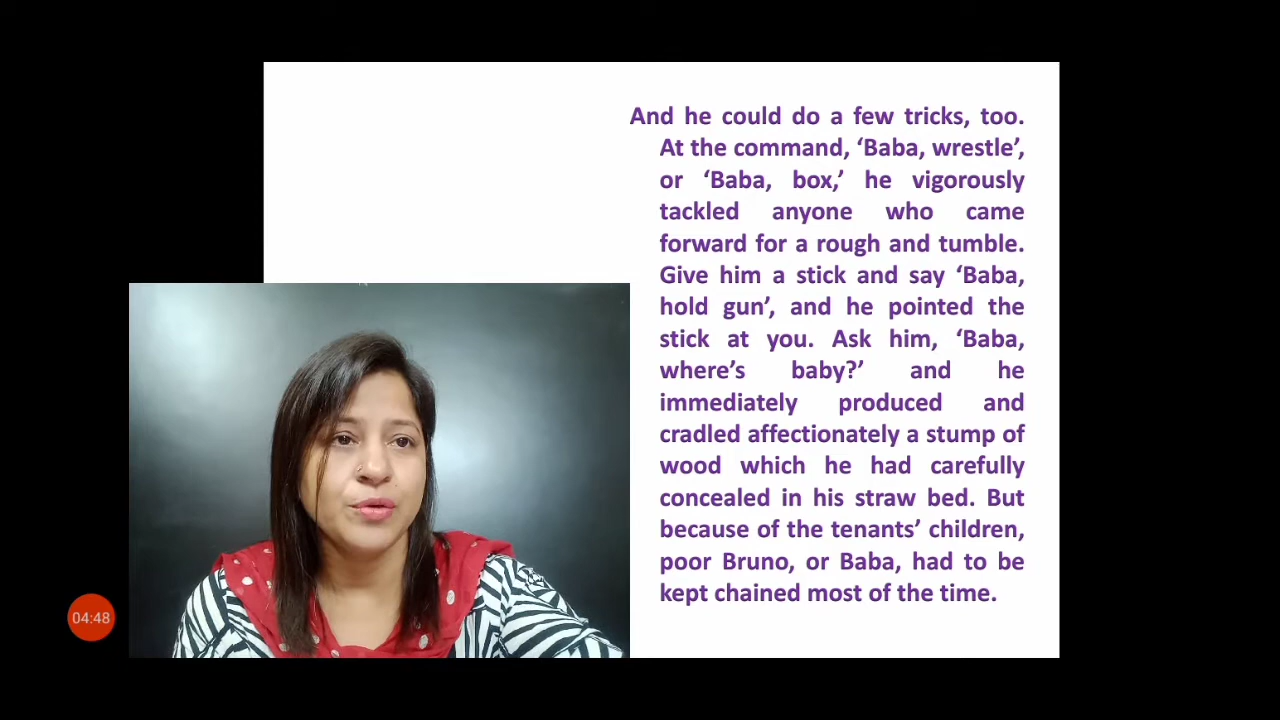 And he could do a few tricks, too.
At the command, ‘Baba, wrestle’,
or ‘Baba, box,’ he vigorously
tackled anyone who came
forward for a rough and tumble.
Give him a stick and say ‘Baba,
hold gun’, and he pointed the
stick at you. Ask him, ‘Baba,
where’s baby?’ and he
immediately produced and
cradled affectionately a stump of
wood which he had carefully
concealed in his straw bed. But
because of the tenants’ children,
poor Bruno, or Baba, had to be
kept chained most of the time.
04:48